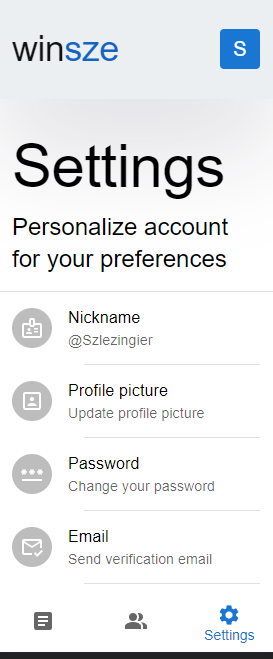 winsze
S
Settings
Personalize account
for your preferences
Nickname
@Szlezingier
Profile picture
Update profile picture
Password
Change your password
Email
Send verification email
Settings